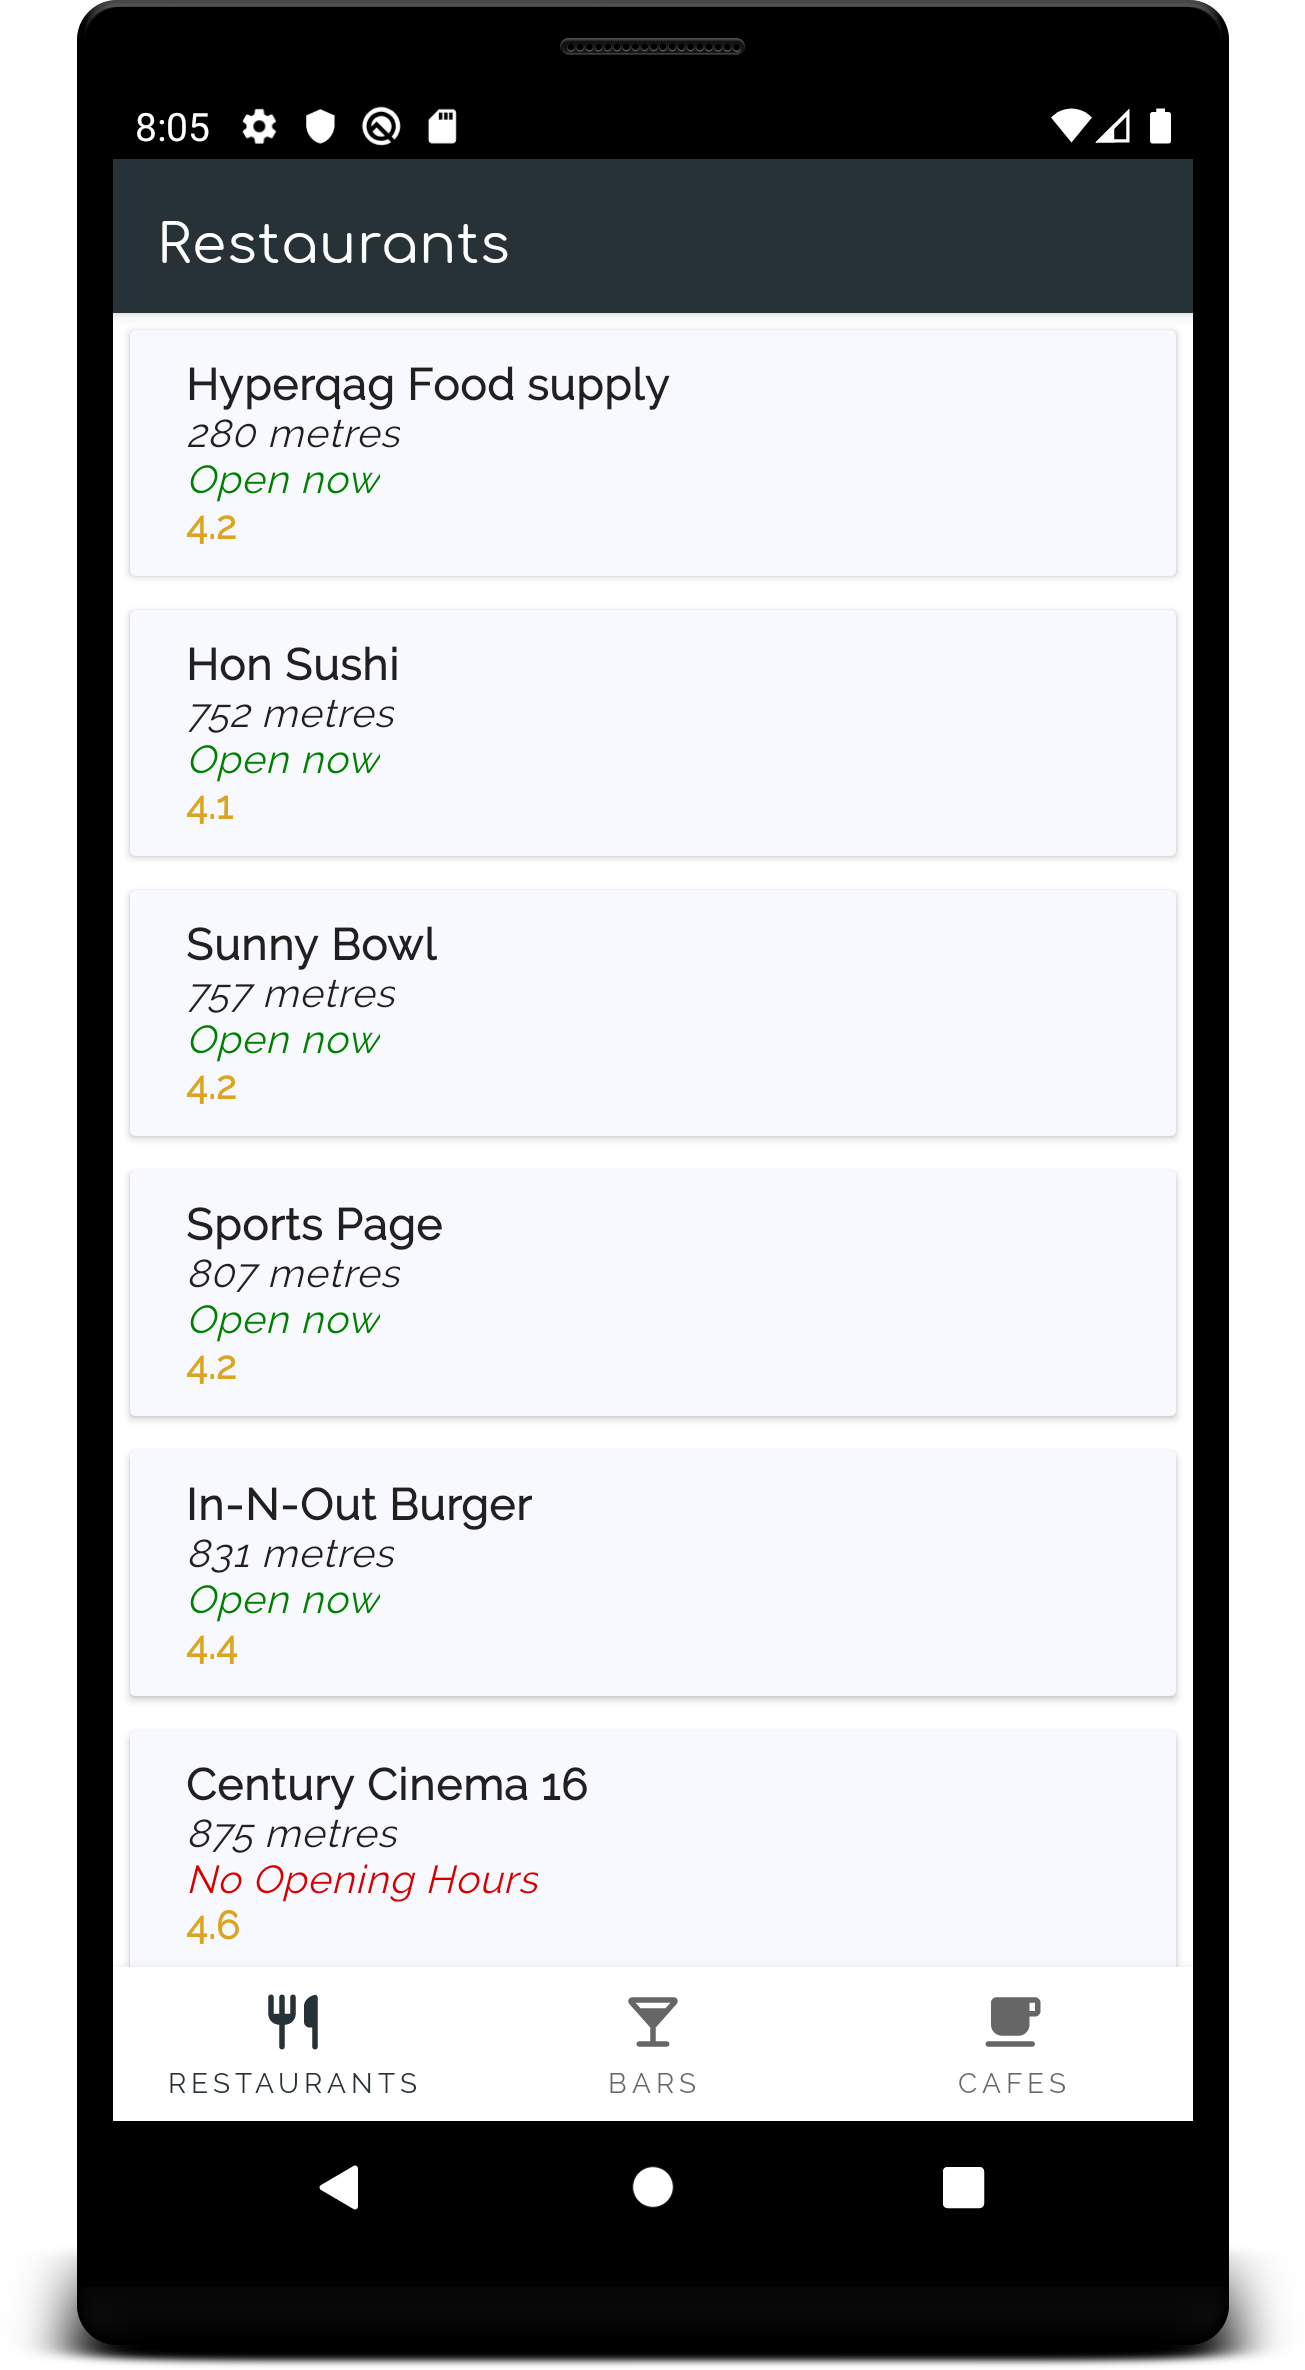 8:05
Restaurants
Hyperqag Food supply
280 metres
Open now
4.2
Hon Sushi
752 metres
Open now
4.1
Sunny Bowl
757 metres
Open now
4.2
Sports Page
807 metres
Open now
4.2
In-N-Out Burger
831 metres
Open now
4.4
Century Cinema 16
875 metres
No Opening Hours
4.6
RESTAURANTS BARS CAFES